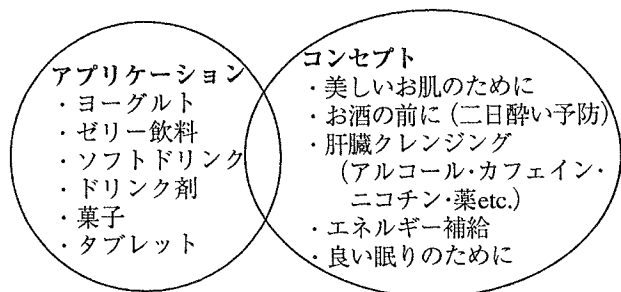 アプリケーション
・ヨーグルト
・ゼリー飲料
・ソフトドリンク
・ドリンク剤
・菓子
・タブレット
コンセプト
・美しいお肌のために
・お酒の前に(二日酔い予防)
・肝臓クレンジング
(アルコール・カフェイン・
ニコチン・薬etc.)
・エネルギー補給
・良い眠りのために